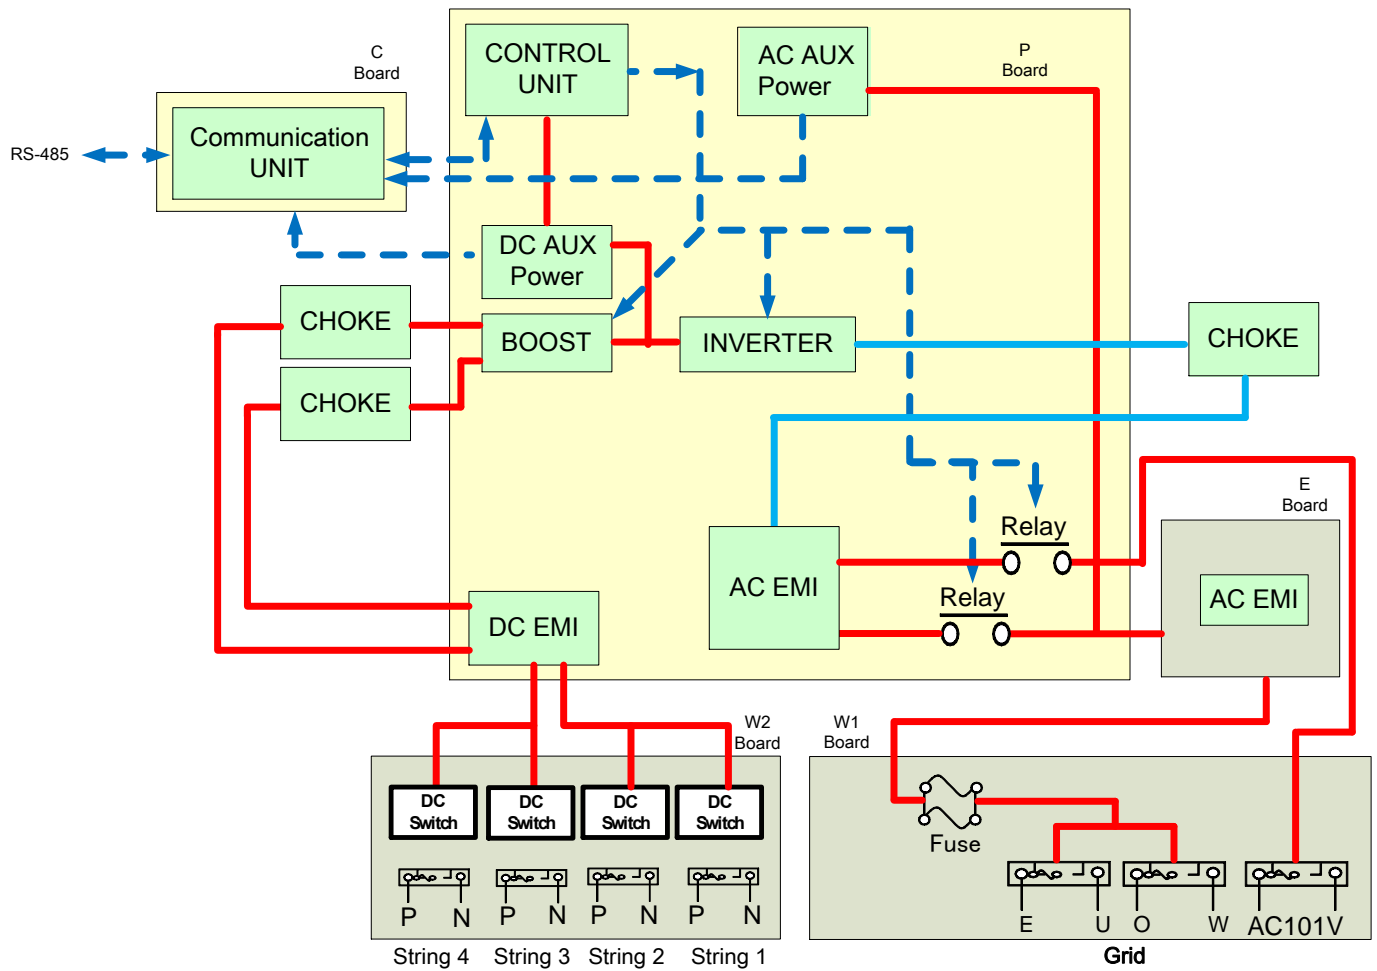 C
Board
CONTROL
UNIT
AC AUX
Power
P
Board
RS-485
Communication
UNIT
DC AUX
Power
CHOKE
BOOST
INVERTER
CHOKE
CHOKE
E
Board
Relay
AC EMI
Relay
AC EMI
DC EMI
W2
Board
W1
Board
DC
Switch
DC
Switch
DC
Switch
DC
Switch
Fuse
P N
P N
P N
P N
E U O W AC101V
String 4
String 3
String 2
String 1
Grid